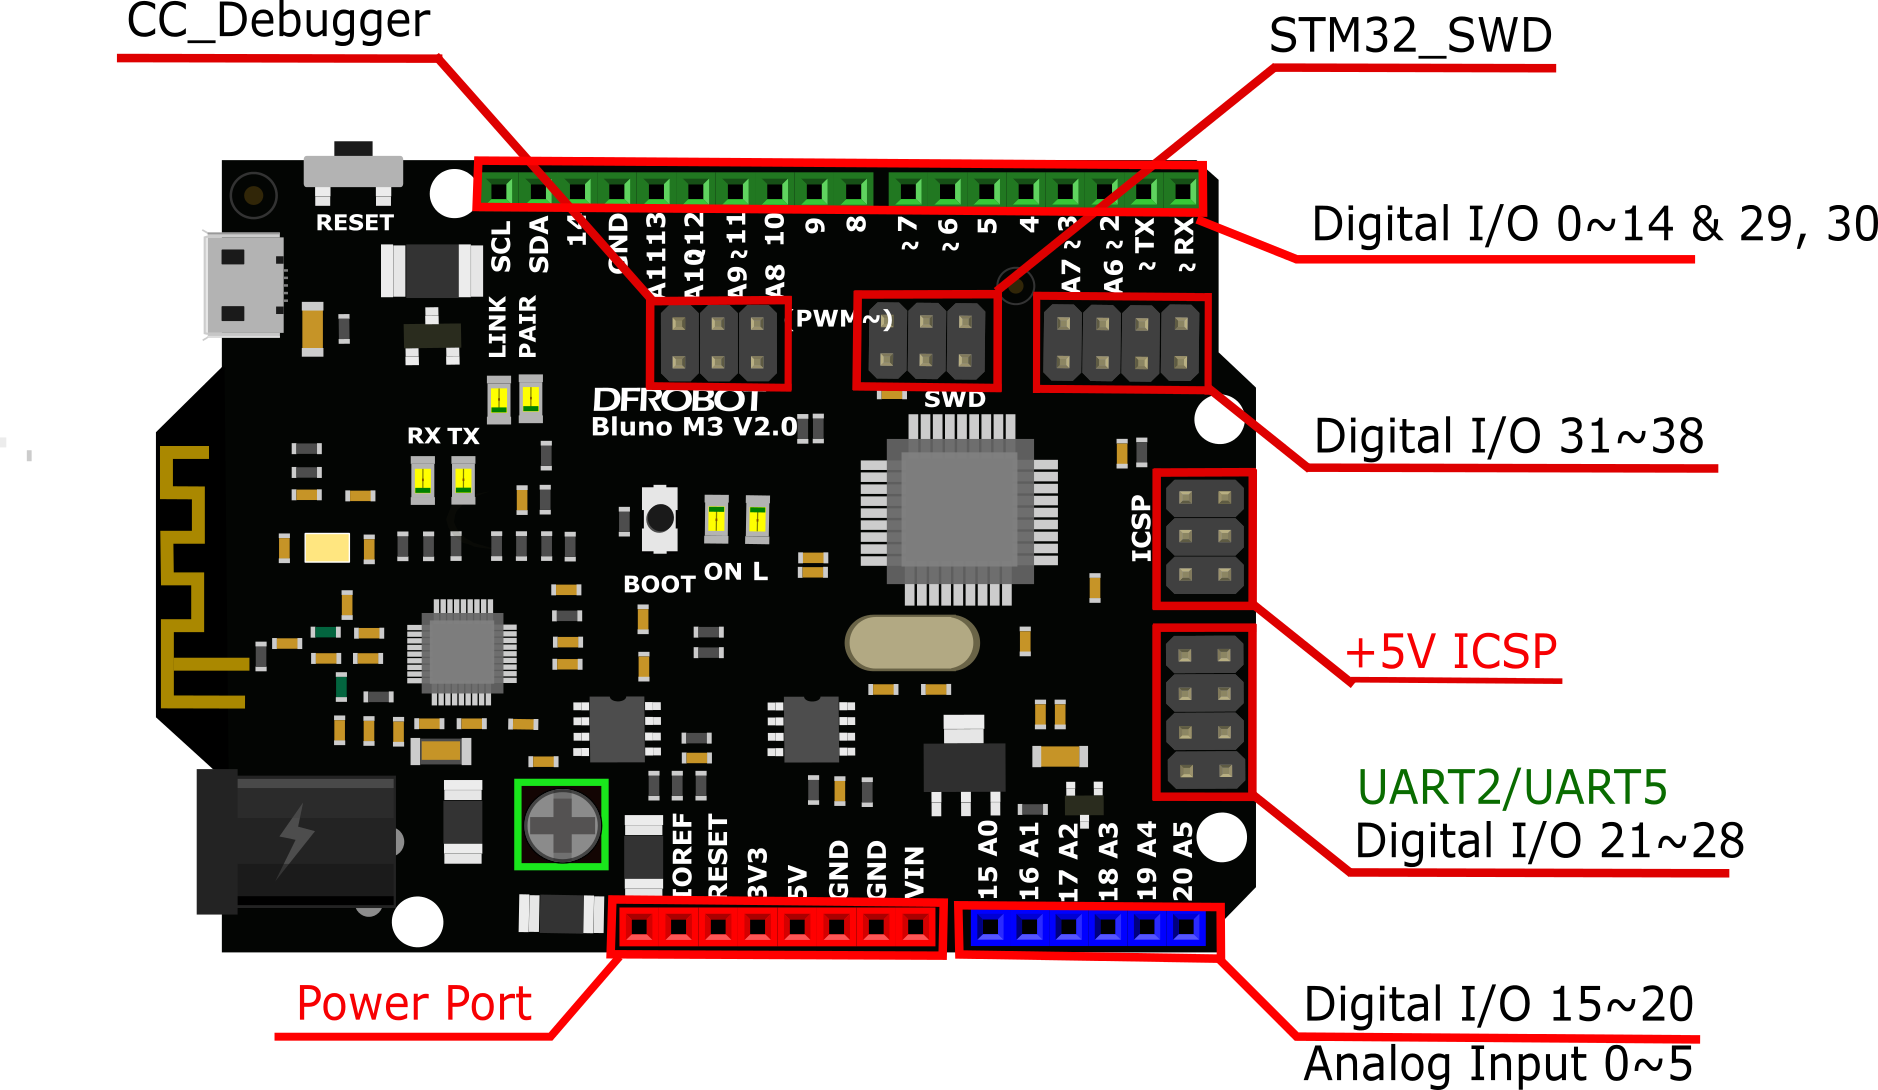 CC_Debugger
STM32_SWD
Digital I/O 0~14 & 29, 30
RESET
SCL
SDA
14
GND
A11 13
A10 ~12
A9 ~ 11
A8 10
9
8
~ 7
~ 6
5
4
A7 ~ 3
A6 ~ 2
~ TX
~ RX
LINK
PAIR
(PWM~)
DFROBOT
Bluno M3 V2.0
SWD
RX TX
Digital I/O 31~38
ICSP
BOOT
ON L
+5V ICSP
UART2/UART5
Digital I/O 21~28
IOREF
RESET
3V3
5V
GND
GND
VIN
15 A0
16 A1
17 A2
18 A3
19 A4
20 A5
Power Port
Digital I/O 15~20
Analog Input 0~5